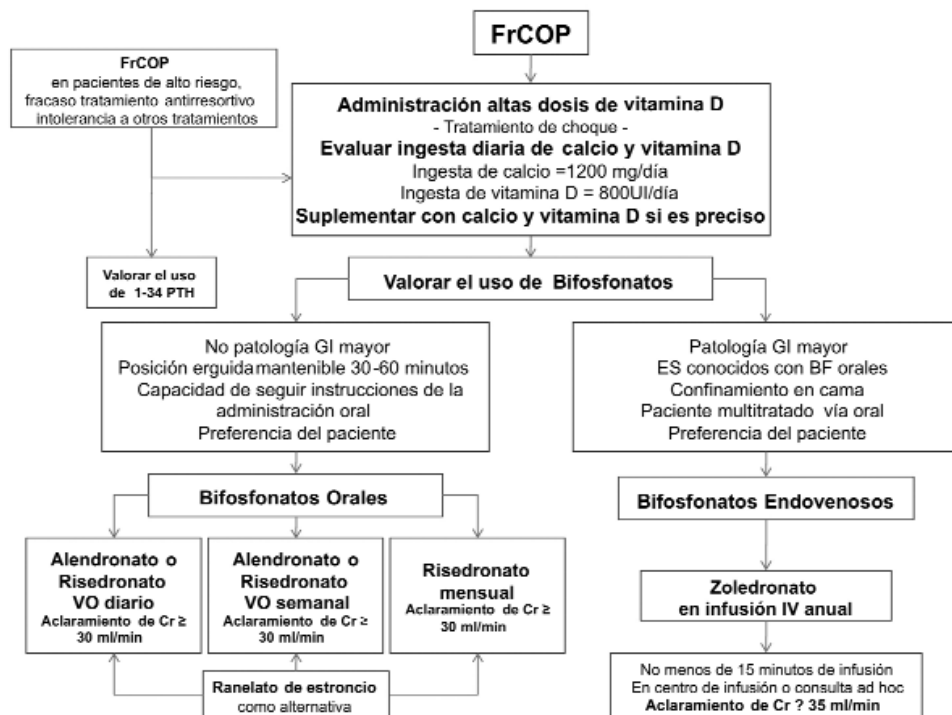 FrCOP
FrCOP
en pacientes de alto riesgo,
fracaso tratamiento antirresortivo
intolerancia a otros tratamientos
Administración altas dosis de vitamina D
- Tratamiento de choque -
Evaluar ingesta diaria de calcio y vitamina D
Ingesta de calcio =1200 mg/día
Ingesta de vitamina D = 800UI/día
Suplementar con calcio y vitamina D si es preciso
Valorar el uso
de 1-34 PTH
Valorar el uso de Bifosfonatos
No patología GI mayor
Posición erguida mantenible 30-60 minutos
Capacidad de seguir instrucciones de la
administración oral
Preferencia del paciente
Patología GI mayor
ES conocidos con BF orales
Confinamiento en cama
Paciente multitratado vía oral
Preferencia del paciente
Bifosfonatos Orales
Bifosfonatos Endovenosos
Alendronato o
Risedronato
VO diario
Aclaramiento de Cr ≥
30 ml/min
Alendronato o
Risedronato
VO semanal
Aclaramiento de Cr ≥
30 ml/min
Risedronato
mensual
Aclaramiento de Cr ≥
30 ml/min
Zoledronato
en infusión IV anual
Ranelato de estroncio
como alternativa
No menos de 15 minutos de infusión
En centro de infusión o consulta ad hoc
Aclaramiento de Cr ? 35 ml/min